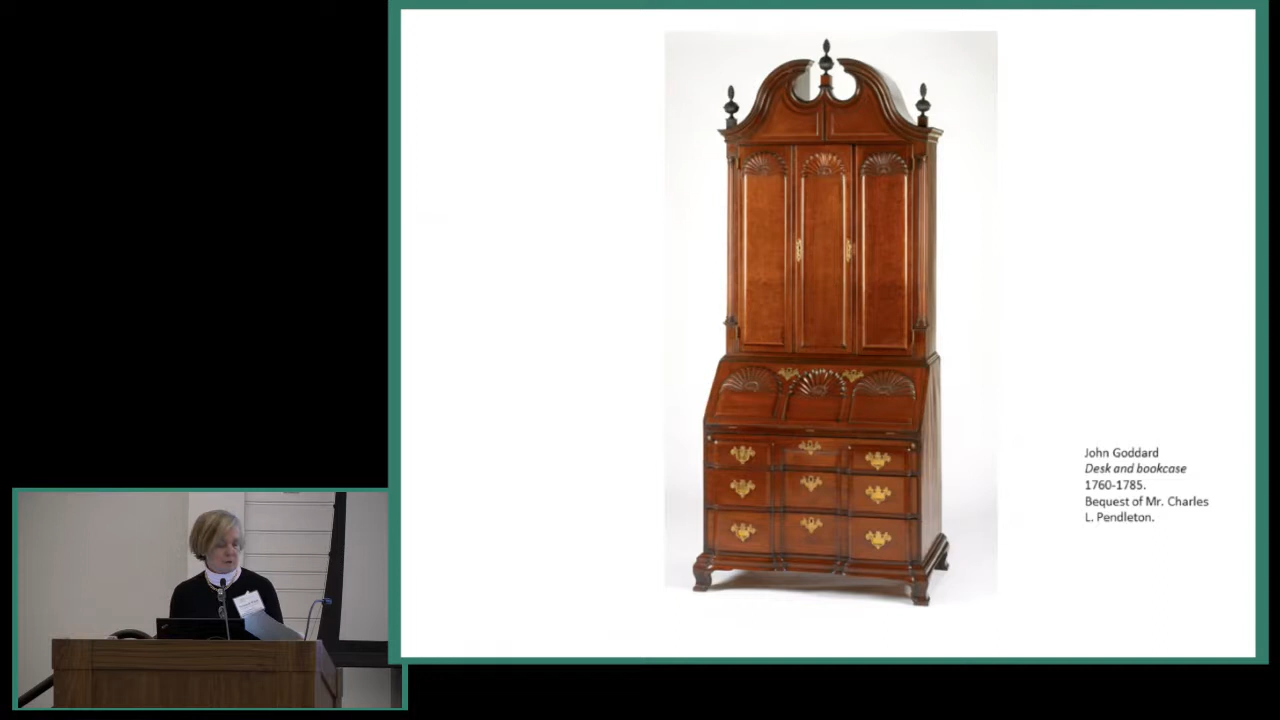 John Goddard
Desk and bookcase
1760-1785.
Bequest of Mr. Charles
L. Pendleton.